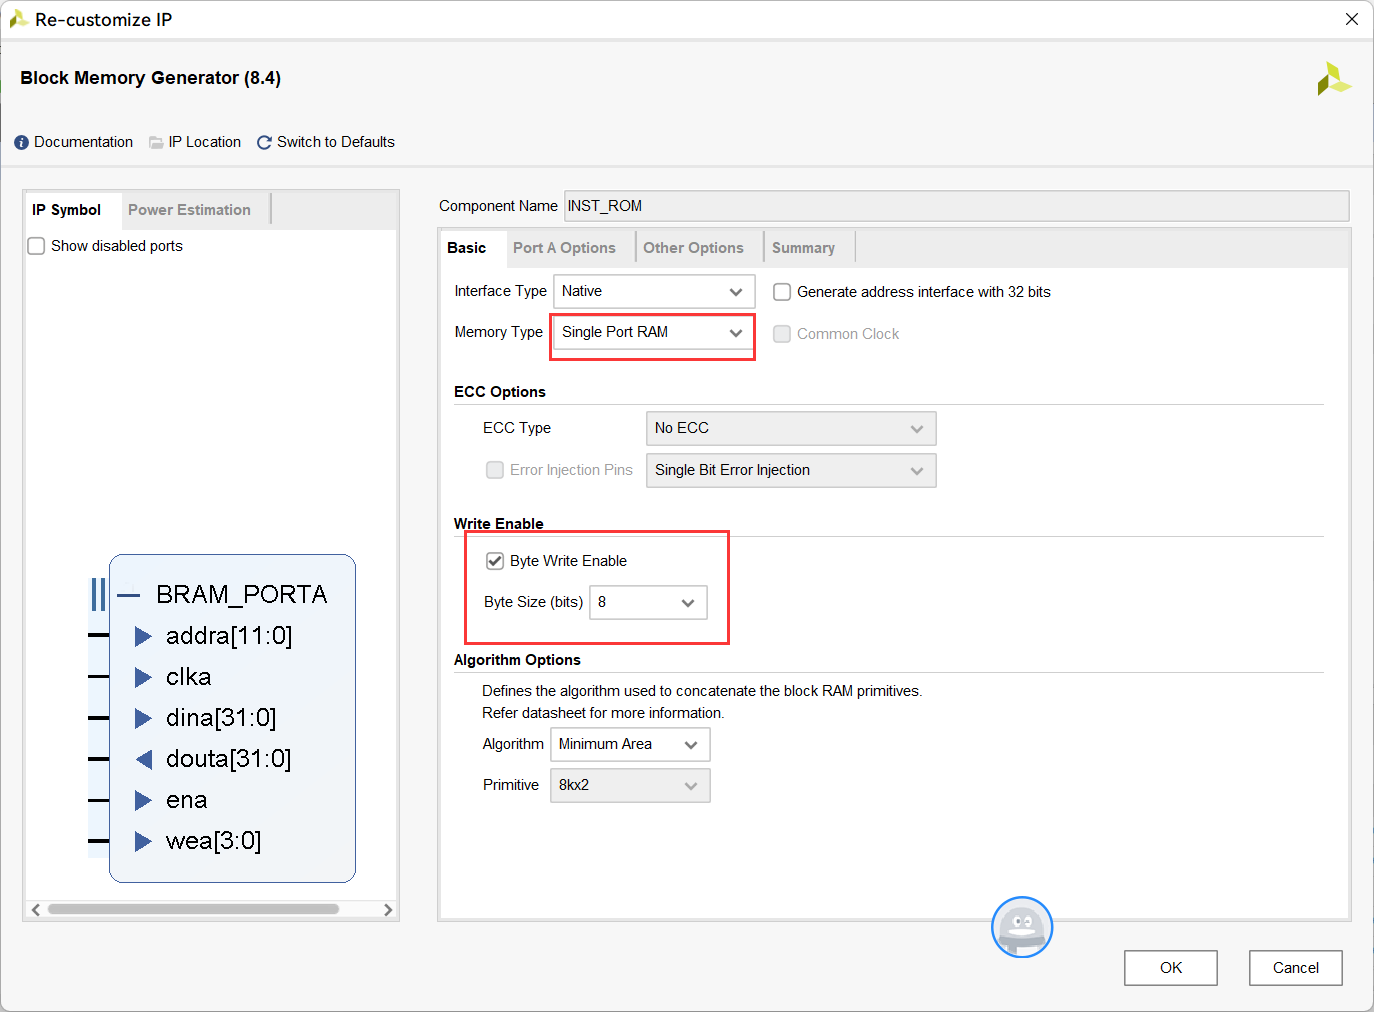 Re-customize IP
Block Memory Generator (8.4)
Documentation IP Location Switch to Defaults
IP Symbol Power Estimation
Show disabled ports
BRAM_PORTA
addra[11:0]
clka
dina[31:0]
douta[31:0]
ena
wea[3:0]
Component Name INST_ROM
Basic Port A Options Other Options Summary
Interface Type Native Generate address interface with 32 bits
Memory Type Single Port RAM Common Clock
ECC Options
ECC Type No ECC
Error Injection Pins Single Bit Error Injection
Write Enable
Byte Write Enable
Byte Size (bits) 8
Algorithm Options
Defines the algorithm used to concatenate the block RAM primitives.
Refer datasheet for more information.
Algorithm Minimum Area
Primitive 8kx2
OK Cancel